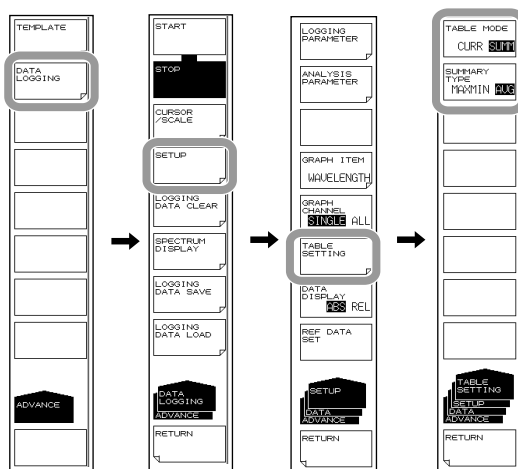 TEMPLATE
DATA
LOGGING
ADVANCE
START
STOP
CURSOR
/SCALE
SETUP
LOGGING
DATA CLEAR
SPECTRUM
DISPLAY
LOGGING
DATA SAVE
LOGGING
DATA LOAD
DATA
LOGGING
ADVANCE
RETURN
LOGGING
PARAMETER
ANALYSIS
PARAMETER
GRAPH ITEM
WAVELENGTH
GRAPH
CHANNEL
SINGLE ALL
TABLE
SETTING
DATA
DISPLAY
ABS REL
REF DATA
SET
SETUP
DATA
ADVANCE
RETURN
TABLE MODE
CURR SUMM
SUMMARY
TYPE
MAXMIN AVG
TABLE
SETTING
SETUP
DATA
ADVANCE
RETURN